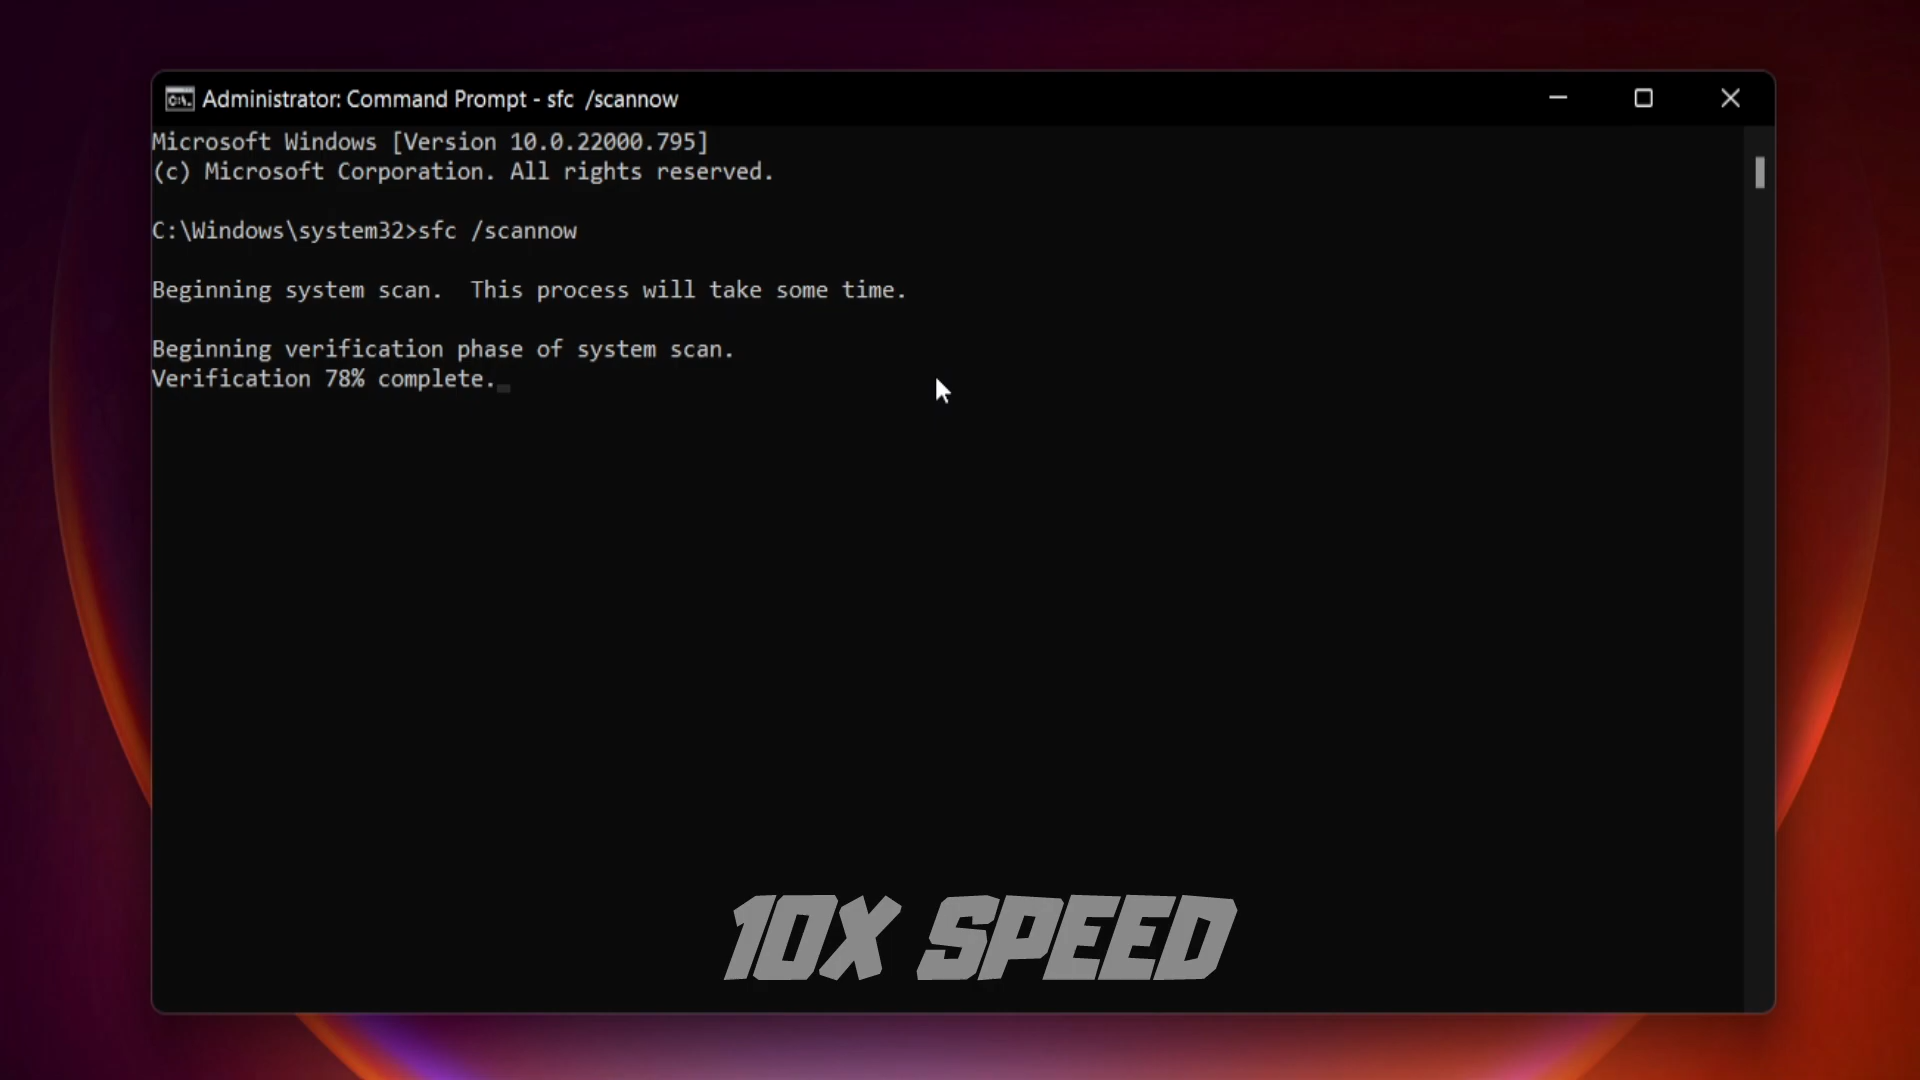 Administrator: Command Prompt - sfc  /scannow
Microsoft Windows [Version 10.0.22000.795]
(c) Microsoft Corporation. All rights reserved.
C:\Windows\system32>sfc /scannow
Beginning system scan.  This process will take some time.
Beginning verification phase of system scan.
Verification 78% complete.
10X SPEED